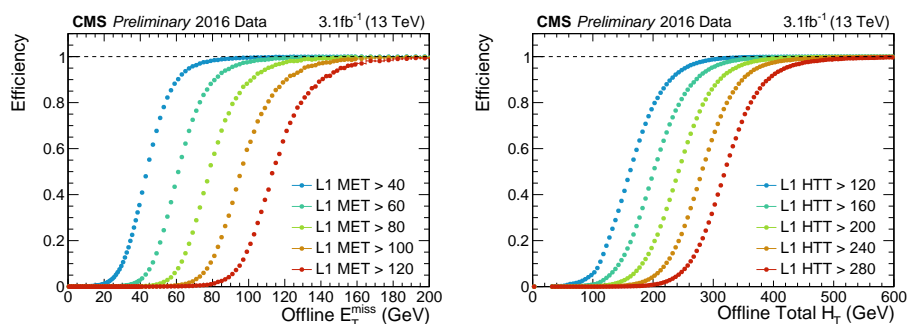 CMS Preliminary 2016 Data 3.1fb⁻¹ (13 TeV)
Efficiency
1
0.8
0.6
0.4
0.2
0
L1 MET > 40
L1 MET > 60
L1 MET > 80
L1 MET > 100
L1 MET > 120
0 20 40 60 80 100 120 140 160 180 200
Offline E_T^miss (GeV)
CMS Preliminary 2016 Data 3.1fb⁻¹ (13 TeV)
Efficiency
1
0.8
0.6
0.4
0.2
0
L1 HTT > 120
L1 HTT > 160
L1 HTT > 200
L1 HTT > 240
L1 HTT > 280
0 100 200 300 400 500 600
Offline Total H_T (GeV)